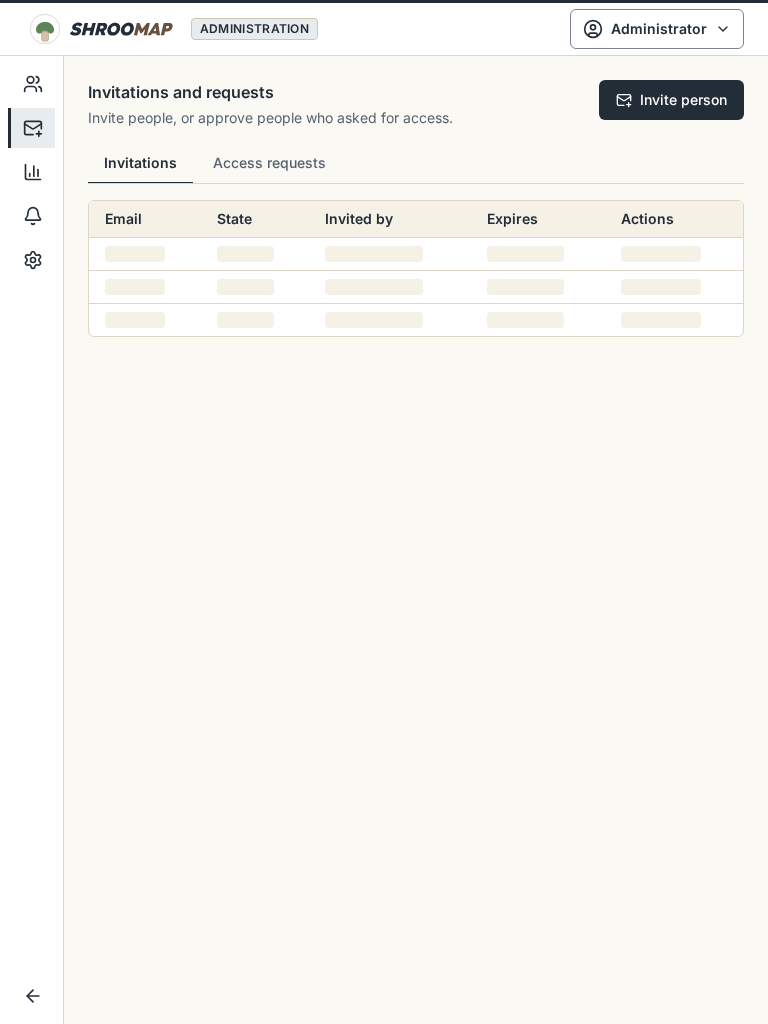 SHROOMAP
ADMINISTRATION
Administrator
Invitations and requests
Invite people, or approve people who asked for access.
Invite person
Invitations
Access requests
Email State Invited by Expires Actions